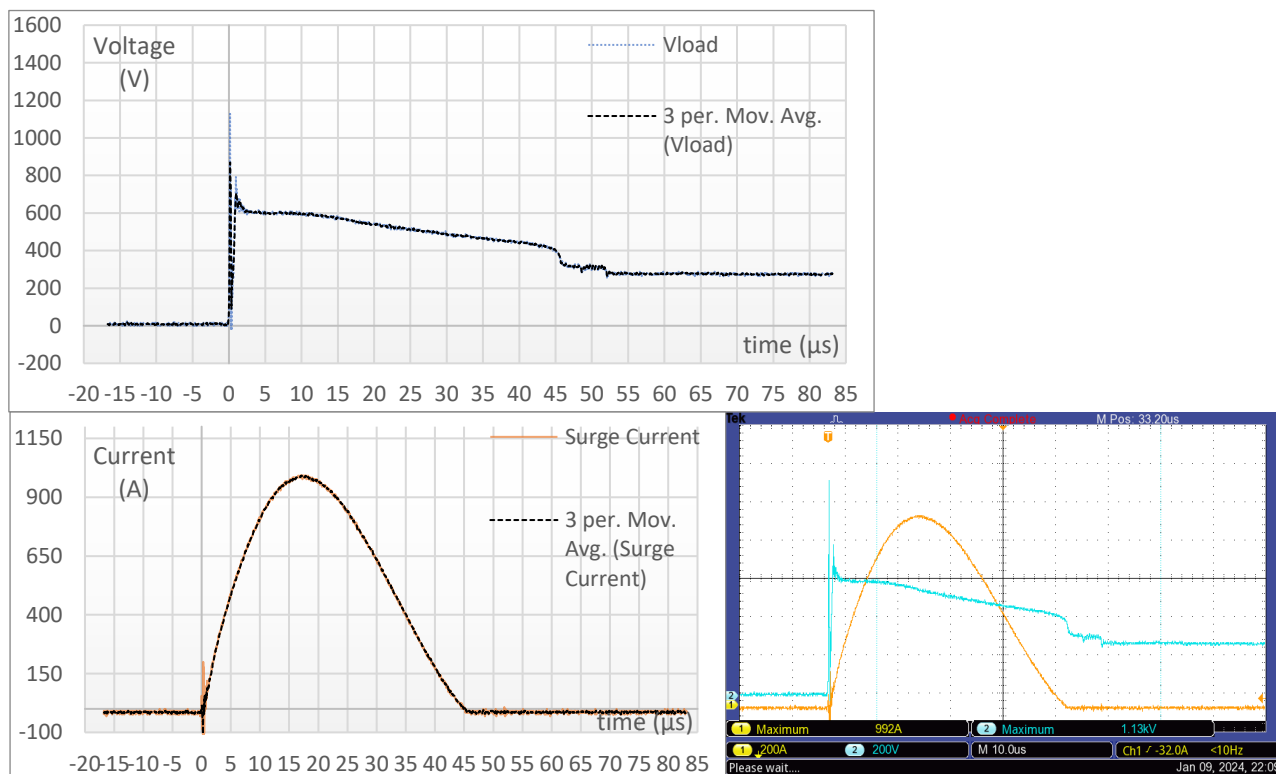 1600
1400
1200
1000
800
600
400
200
0
-200
Voltage
(V)
Vload
3 per. Mov. Avg.
(Vload)
time (µs)
-20 -15 -10 -5 0 5 10 15 20 25 30 35 40 45 50 55 60 65 70 75 80 85
1150
900
650
400
150
-100
Current
(A)
Surge Current
3 per. Mov.
Avg. (Surge
Current)
time (µs)
-20 -15 -10 -5 0 5 10 15 20 25 30 35 40 45 50 55 60 65 70 75 80 85
Tek Acq Complete M Pos: 33.20us
T
2
1
1 Maximum 992A 2 Maximum 1.13kV
1 200A 2 200V M 10.0us Ch1 -32.0A <10Hz
Please wait.... Jan 09, 2024, 22:09